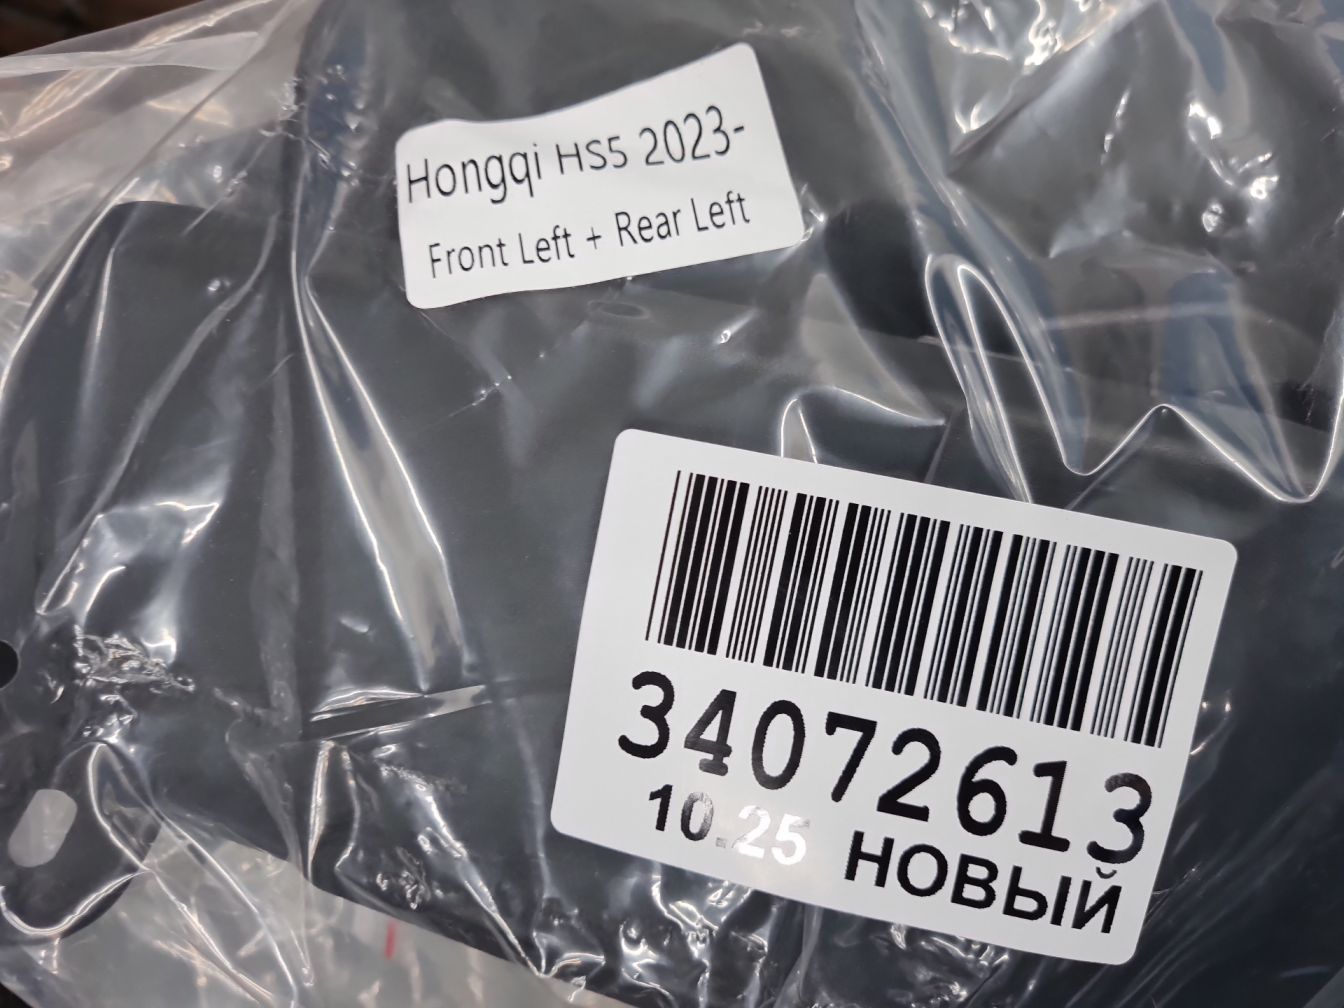 Hongqi HS5 2023-
Front Left + Rear Left
34072613
10.25 НОВЫЙ